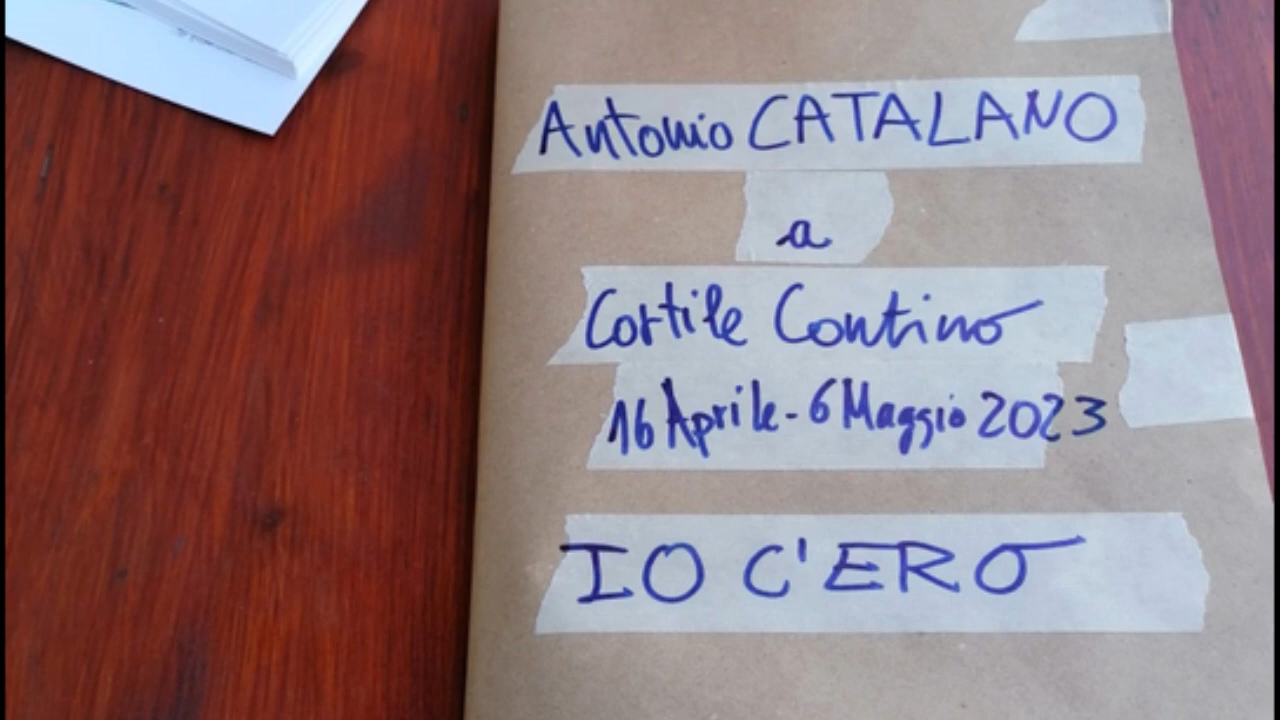 Antonio CATALANO
a
Cortile Contino
16 Aprile - 6 Maggio 2023
IO C'ERO